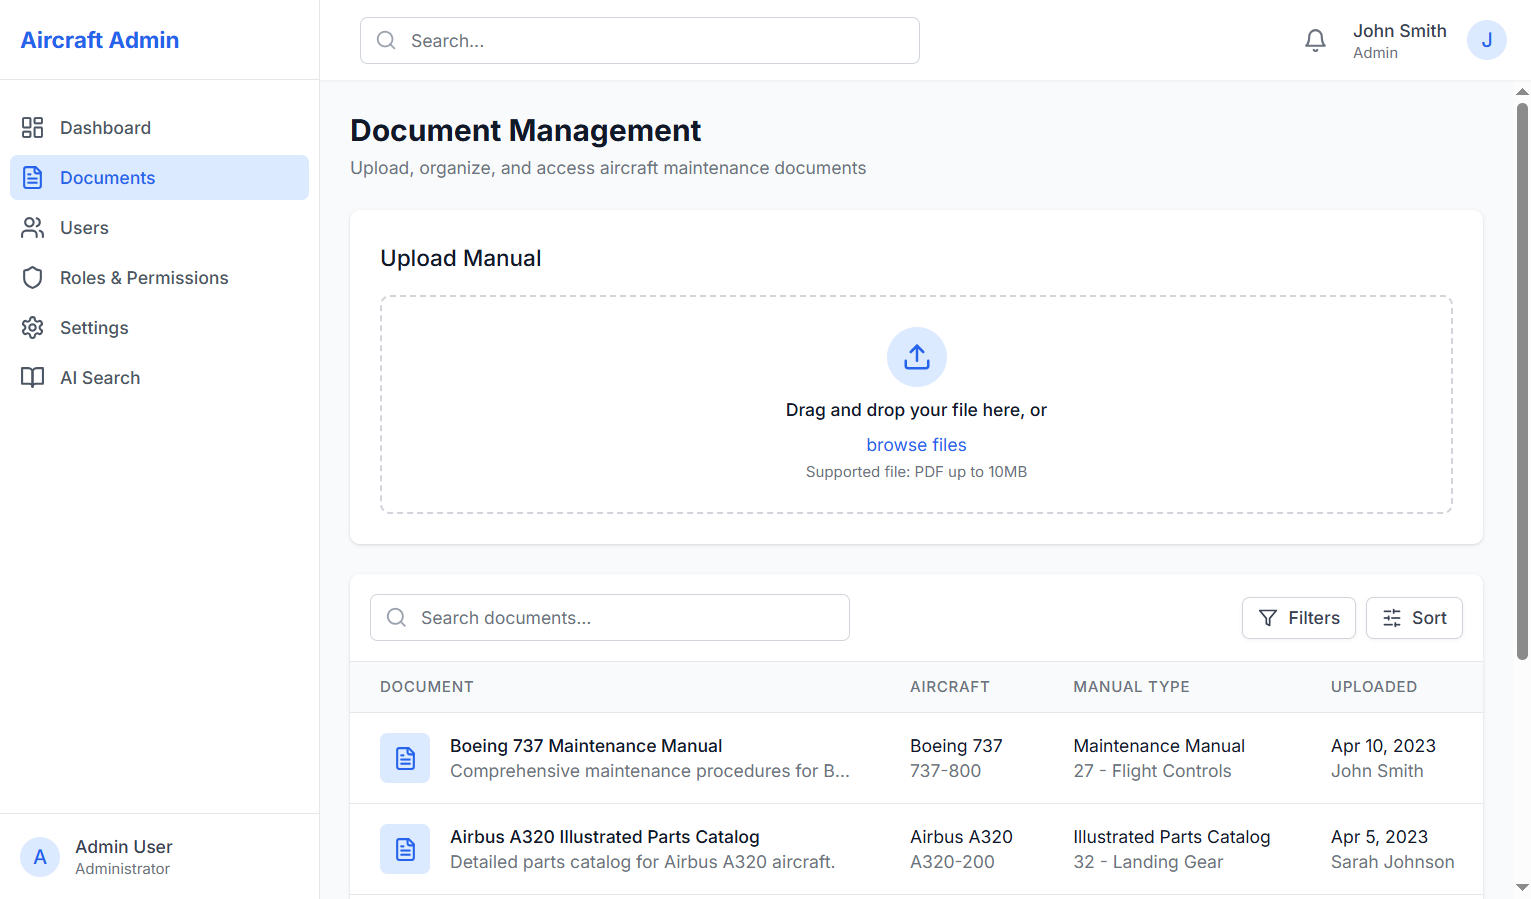 Aircraft Admin
Search...
John Smith
Admin
J
Dashboard
Documents
Users
Roles & Permissions
Settings
AI Search
Admin User
Administrator
A
Document Management
Upload, organize, and access aircraft maintenance documents
Upload Manual
Drag and drop your file here, or
browse files
Supported file: PDF up to 10MB
Search documents...
Filters
Sort
DOCUMENT AIRCRAFT MANUAL TYPE UPLOADED
Boeing 737 Maintenance Manual Boeing 737 Maintenance Manual Apr 10, 2023
Comprehensive maintenance procedures for B... 737-800 27 - Flight Controls John Smith
Airbus A320 Illustrated Parts Catalog Airbus A320 Illustrated Parts Catalog Apr 5, 2023
Detailed parts catalog for Airbus A320 aircraft. A320-200 32 - Landing Gear Sarah Johnson